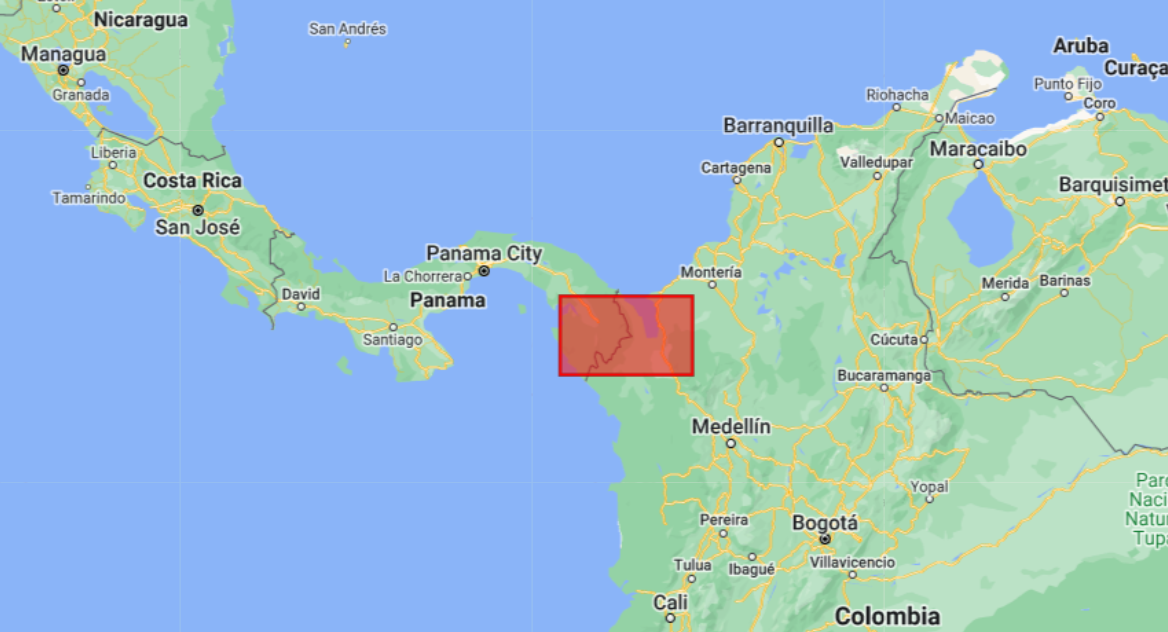 Nicaragua
San Andrés
Managua
Granada
Aruba
Curaça
Punto Fijo
Coro
Riohacha
Maicao
Barranquilla
Maracaibo
Liberia
Cartagena
Valledupar
Costa Rica
Barquisimet
Tamarindo
San José
Panama City
La Chorrera
Montería
Merida
Barinas
David
Panama
Santiago
Cúcuta
Bucaramanga
Medellín
Yopal
Parq
Naci
Natur
Tupa
Pereira
Bogotá
Tulua
Ibagué
Villavicencio
Cali
Colombia